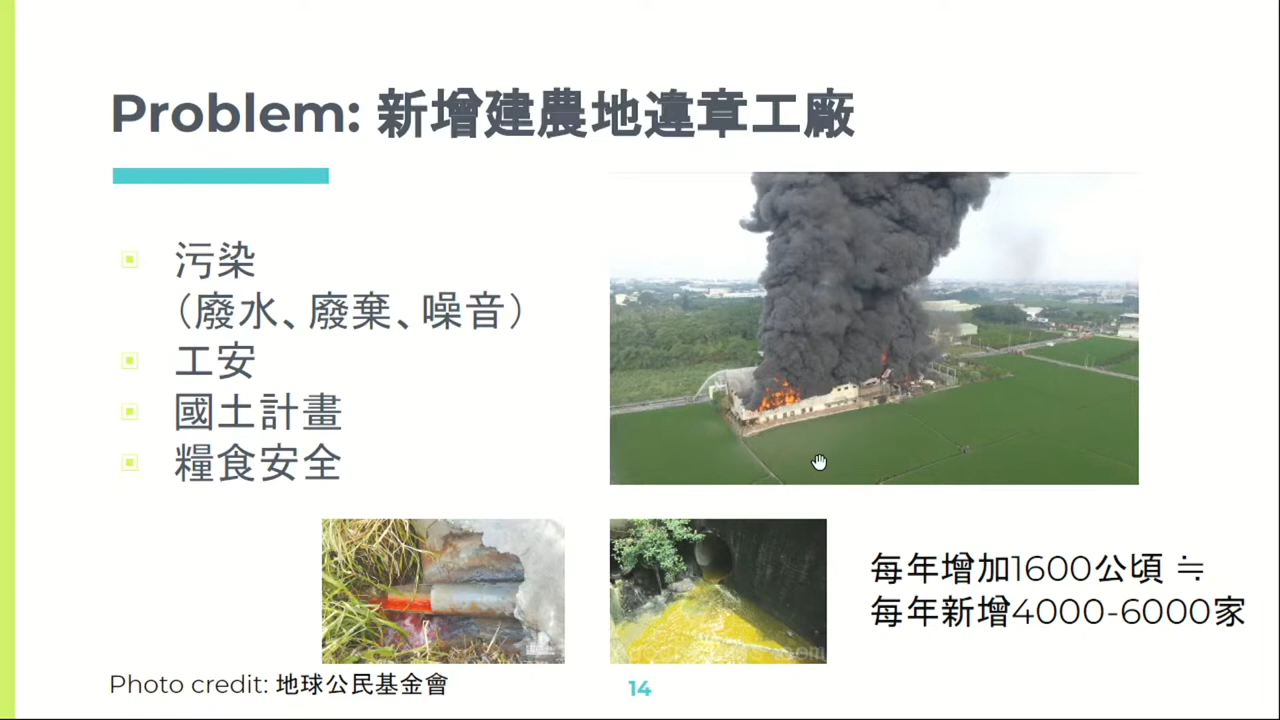 Problem: 新增建農地違章工廠
污染
（廢水、廢棄、噪音）
工安
國土計畫
糧食安全
每年增加1600公頃 ≒
每年新增4000-6000家
Photo credit: 地球公民基金會
14